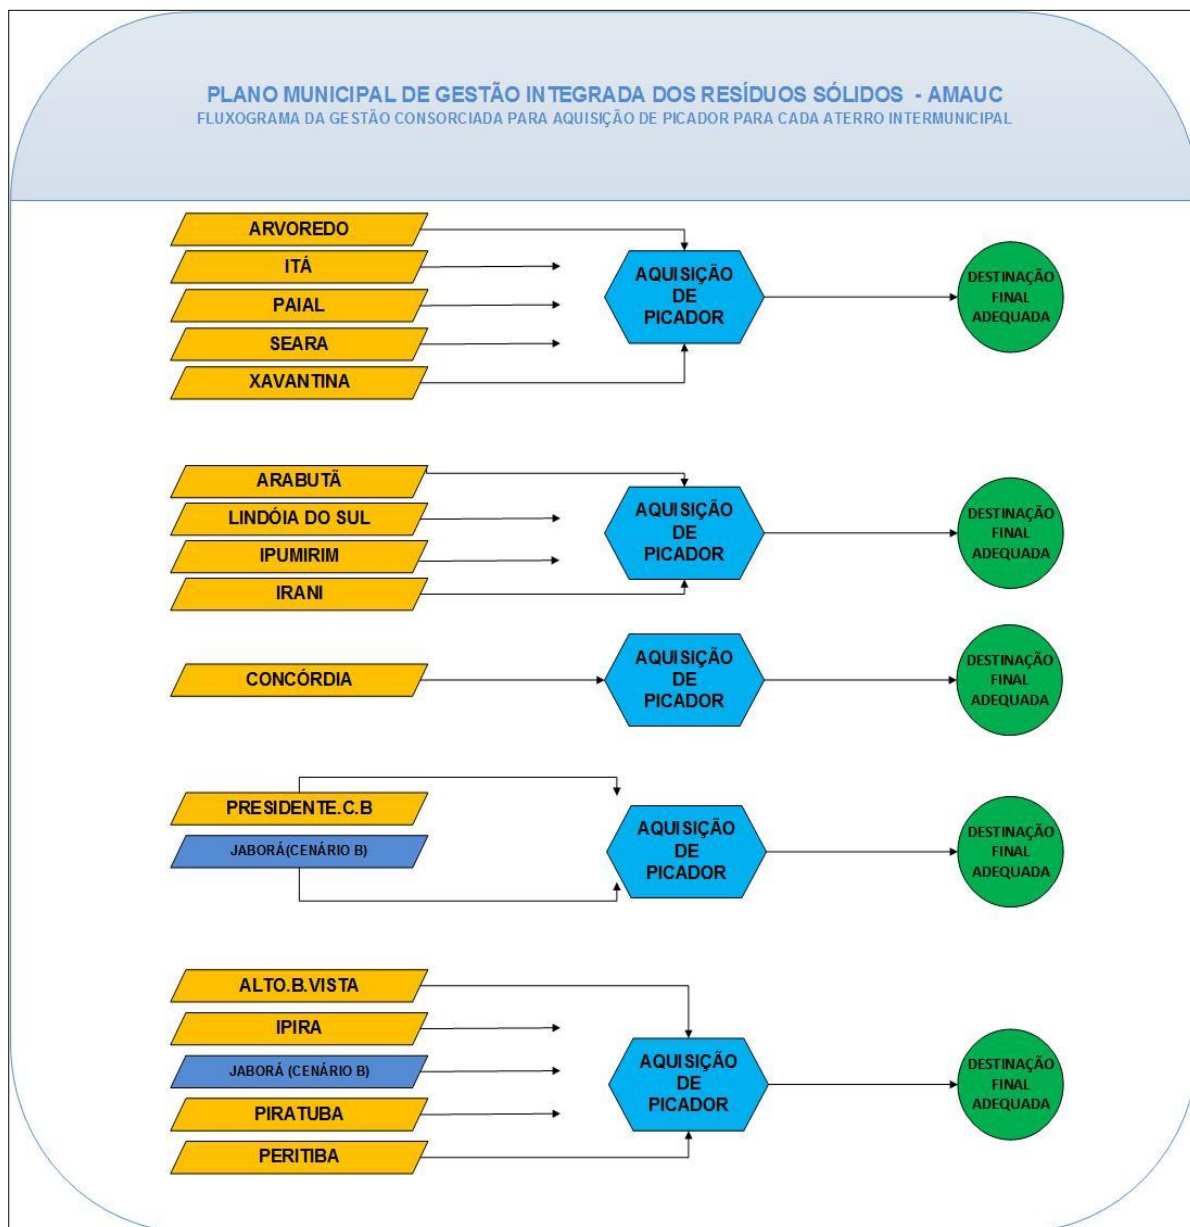 PLANO MUNICIPAL DE GESTÃO INTEGRADA DOS RESÍDUOS SÓLIDOS - AMAUC
FLUXOGRAMA DA GESTÃO CONSORCIADA PARA AQUISIÇÃO DE PICADOR PARA CADA ATERRO INTERMUNICIPAL
ARVOREDO
ITÁ
PAIAL
SEARA
XAVANTINA
AQUISIÇÃO
DE
PICADOR
DESTINAÇÃO
FINAL
ADEQUADA
ARABUTÃ
LINDÓIA DO SUL
IPUMIRIM
IRANI
AQUISIÇÃO
DE
PICADOR
DESTINAÇÃO
FINAL
ADEQUADA
CONCÓRDIA
AQUISIÇÃO
DE
PICADOR
DESTINAÇÃO
FINAL
ADEQUADA
PRESIDENTE.C.B
JABORÁ(CENÁRIO B)
AQUISIÇÃO
DE
PICADOR
DESTINAÇÃO
FINAL
ADEQUADA
ALTO.B.VISTA
IPIRA
JABORÁ (CENÁRIO B)
PIRATUBA
PERITIBA
AQUISIÇÃO
DE
PICADOR
DESTINAÇÃO
FINAL
ADEQUADA